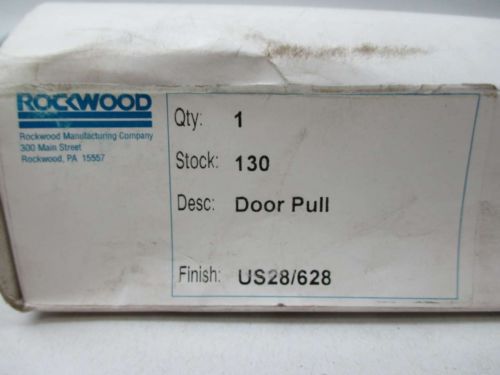 ROCKWOOD
Rockwood Manufacturing Company
300 Main Street
Rockwood, PA 15557
Qty: 1
Stock: 130
Desc: Door Pull
Finish: US28/628